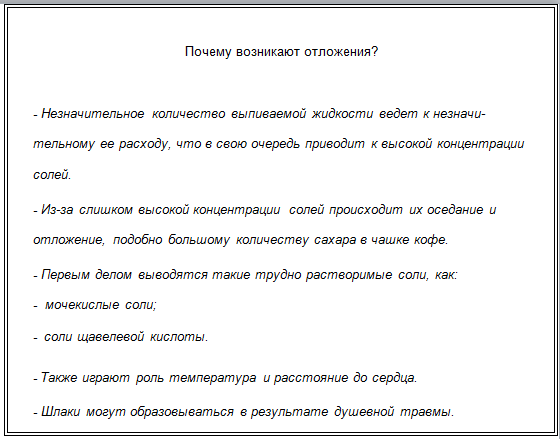 Почему возникают отложения?
- Незначительное количество выпиваемой жидкости ведет к незначи-
тельному ее расходу, что в свою очередь приводит к высокой концентрации
солей.
- Из-за слишком высокой концентрации солей происходит их оседание и
отложение, подобно большому количеству сахара в чашке кофе.
- Первым делом выводятся такие трудно растворимые соли, как:
- мочекислые соли;
- соли щавелевой кислоты.
- Также играют роль температура и расстояние до сердца.
- Шлаки могут образовываться в результате душевной травмы.